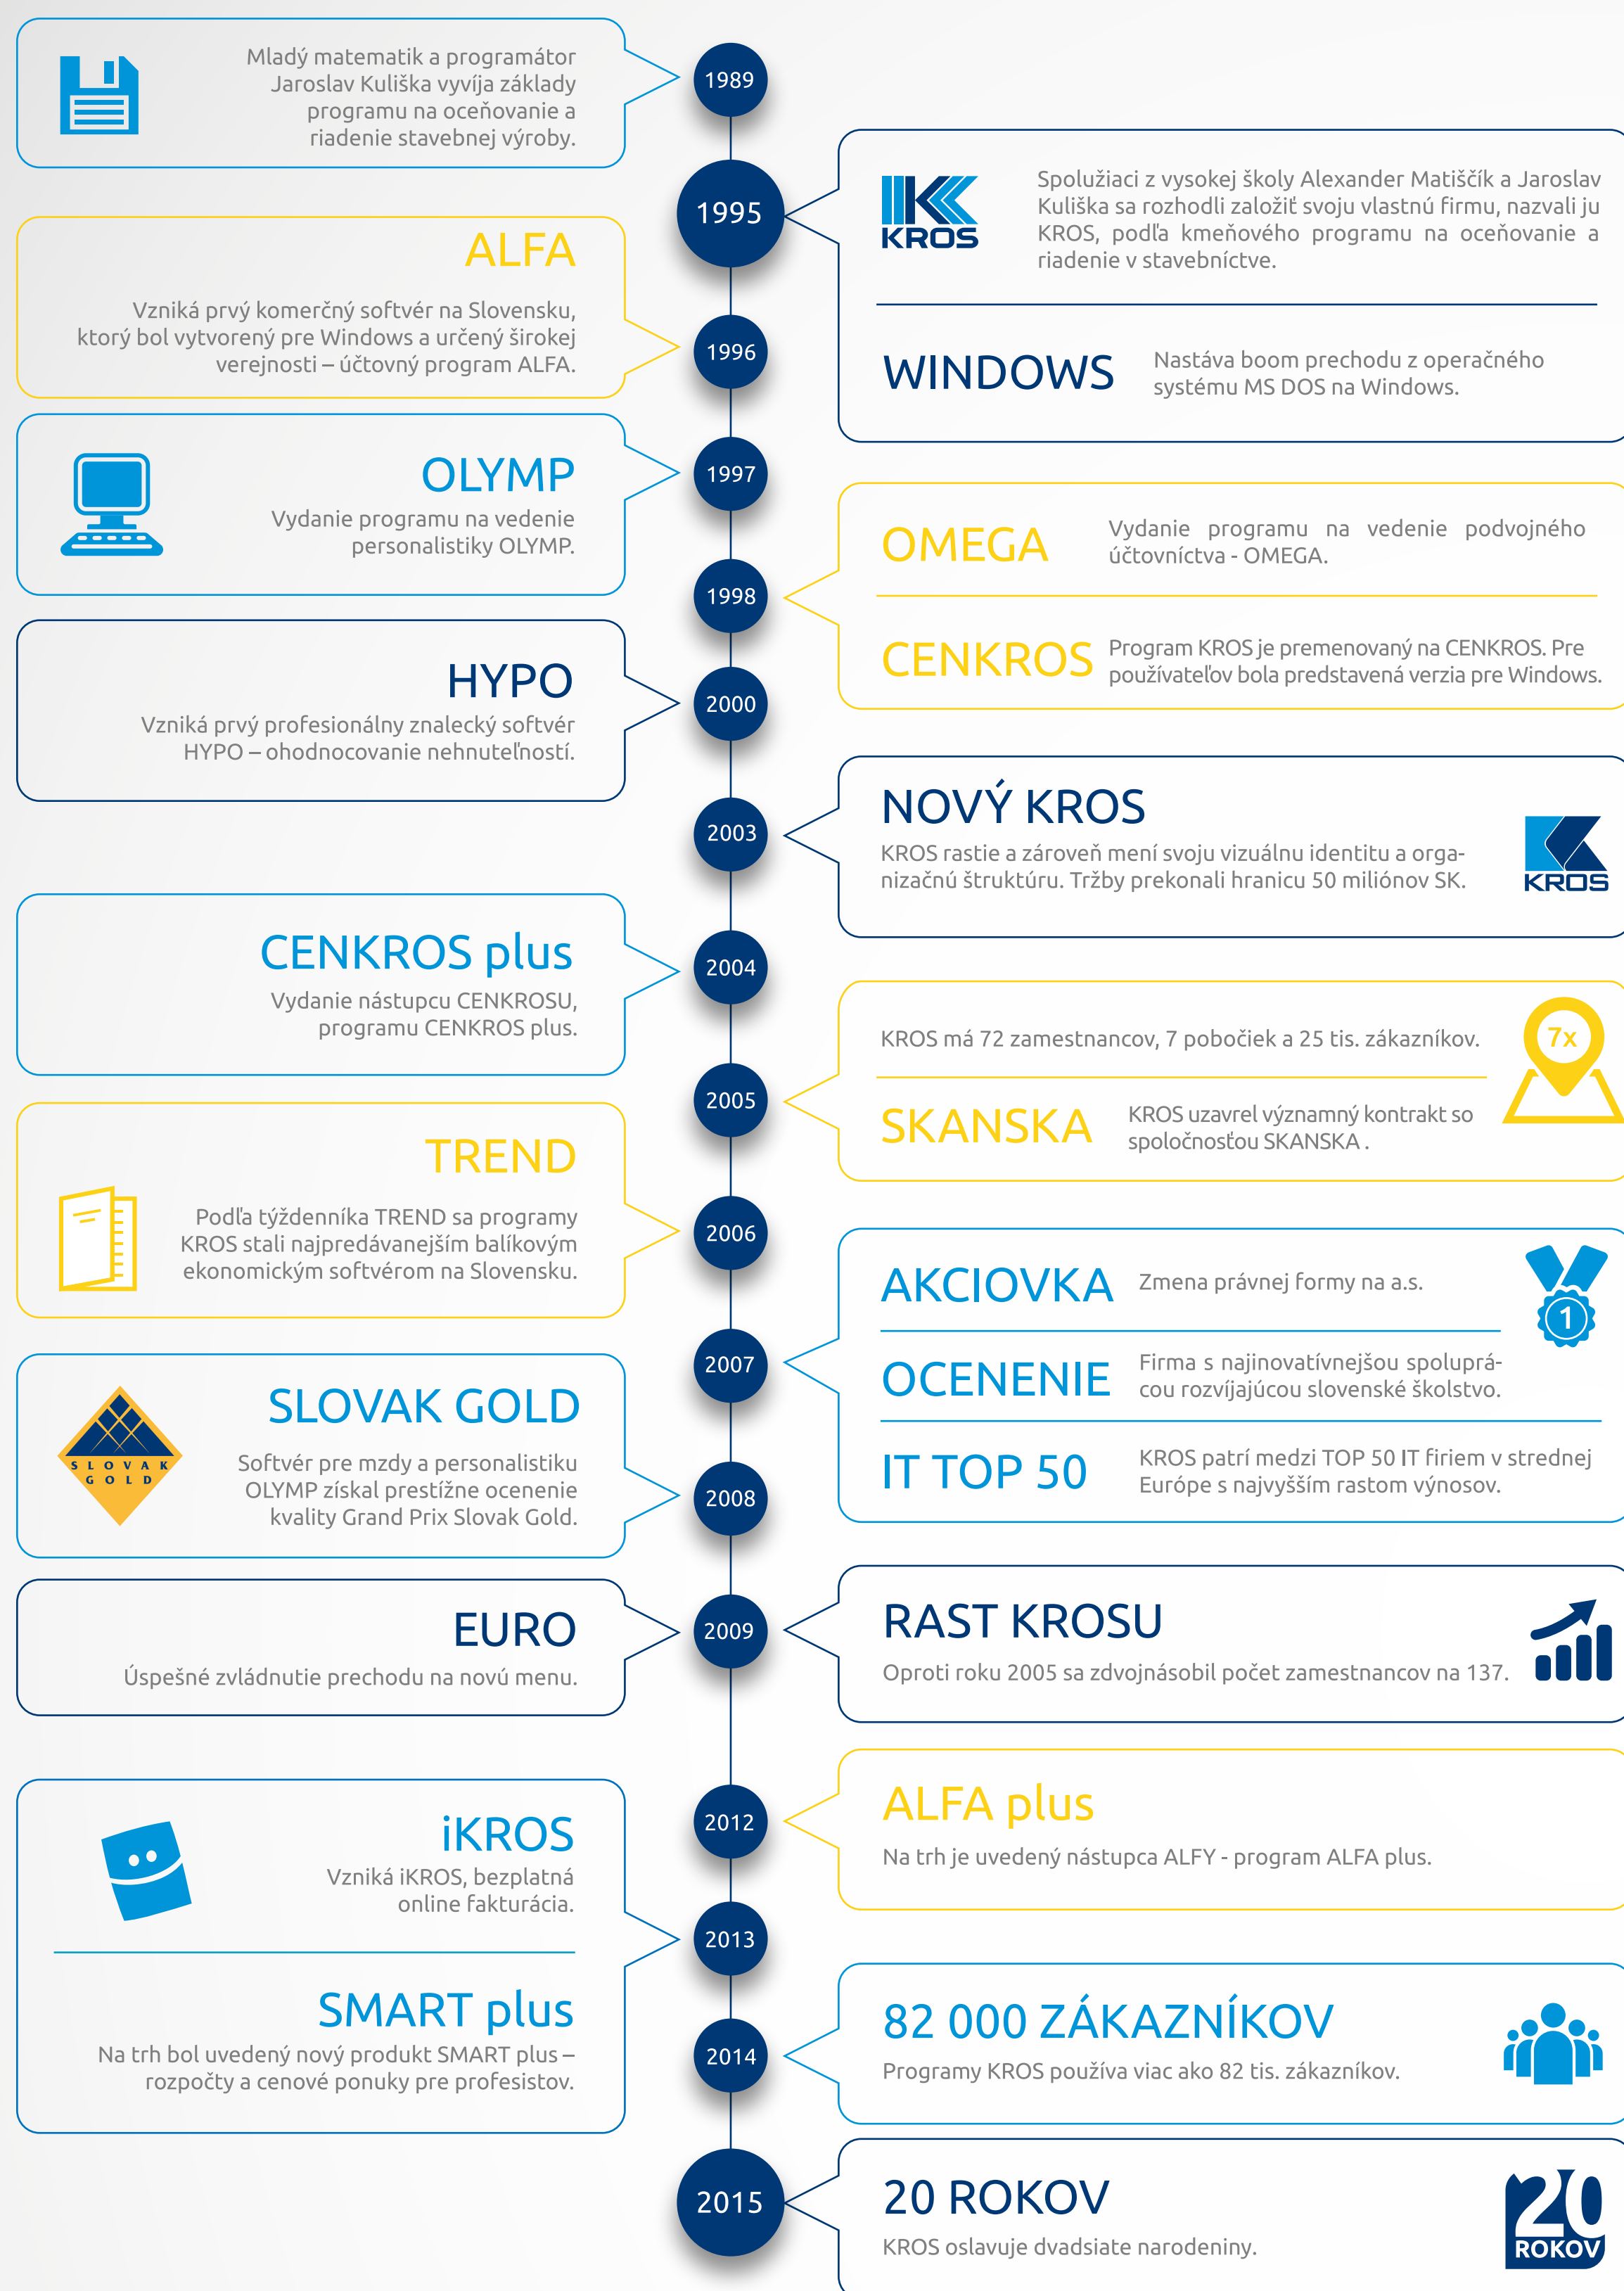 1989
Mladý matematik a programátor
Jaroslav Kuliška vyvíja základy
programu na oceňovanie a
riadenie stavebnej výroby.
1995
KROS
Spolužiaci z vysokej školy Alexander Matiščík a Jaroslav
Kuliška sa rozhodli založiť svoju vlastnú firmu, nazvali ju
KROS, podľa kmeňového programu na oceňovanie a
riadenie v stavebníctve.
WINDOWS
Nastáva boom prechodu z operačného
systému MS DOS na Windows.
1996
ALFA
Vzniká prvý komerčný softvér na Slovensku,
ktorý bol vytvorený pre Windows a určený širokej
verejnosti – účtovný program ALFA.
1997
OLYMP
Vydanie programu na vedenie
personalistiky OLYMP.
1998
OMEGA
Vydanie programu na vedenie podvojného
účtovníctva - OMEGA.
CENKROS
Program KROS je premenovaný na CENKROS. Pre
používateľov bola predstavená verzia pre Windows.
2000
HYPO
Vzniká prvý profesionálny znalecký softvér
HYPO – ohodnocovanie nehnuteľností.
2003
NOVÝ KROS
KROS rastie a zároveň mení svoju vizuálnu identitu a orga-
nizačnú štruktúru. Tržby prekonali hranicu 50 miliónov SK.
KROS
2004
CENKROS plus
Vydanie nástupcu CENKROSU,
programu CENKROS plus.
2005
KROS má 72 zamestnancov, 7 pobočiek a 25 tis. zákazníkov.
7x
SKANSKA
KROS uzavrel významný kontrakt so
spoločnosťou SKANSKA .
2006
TREND
Podľa týždenníka TREND sa programy
KROS stali najpredávanejším balíkovým
ekonomickým softvérom na Slovensku.
2007
AKCIOVKA
Zmena právnej formy na a.s.
1
OCENENIE
Firma s najinovatívnejšou spoluprá-
cou rozvíjajúcou slovenské školstvo.
IT TOP 50
KROS patrí medzi TOP 50 IT firiem v strednej
Európe s najvyšším rastom výnosov.
2008
SLOVAK
GOLD
SLOVAK GOLD
Softvér pre mzdy a personalistiku
OLYMP získal prestížne ocenenie
kvality Grand Prix Slovak Gold.
2009
EURO
Úspešné zvládnutie prechodu na novú menu.
RAST KROSU
Oproti roku 2005 sa zdvojnásobil počet zamestnancov na 137.
2012
ALFA plus
Na trh je uvedený nástupca ALFY - program ALFA plus.
2013
iKROS
Vzniká iKROS, bezplatná
online fakturácia.
SMART plus
Na trh bol uvedený nový produkt SMART plus –
rozpočty a cenové ponuky pre profesistov.
2014
82 000 ZÁKAZNÍKOV
Programy KROS používa viac ako 82 tis. zákazníkov.
2015
20 ROKOV
KROS oslavuje dvadsiate narodeniny.
20
ROKOV